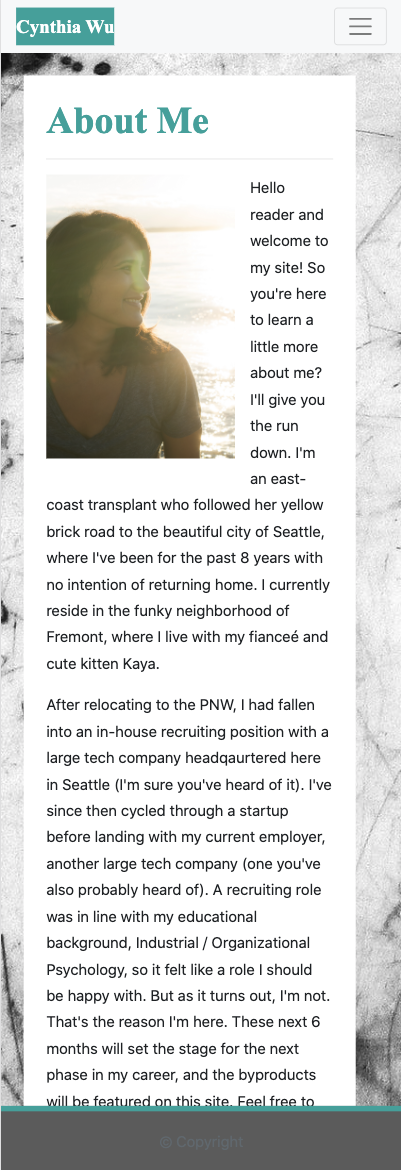 Cynthia Wu
About Me
Hello
reader and
welcome to
my site! So
you're here
to learn a
little more
about me?
I'll give you
the run
down. I'm
an east-
coast transplant who followed her yellow
brick road to the beautiful city of Seattle,
where I've been for the past 8 years with
no intention of returning home. I currently
reside in the funky neighborhood of
Fremont, where I live with my fianceé and
cute kitten Kaya.
After relocating to the PNW, I had fallen
into an in-house recruiting position with a
large tech company headqaurtered here
in Seattle (I'm sure you've heard of it). I've
since then cycled through a startup
before landing with my current employer,
another large tech company (one you've
also probably heard of). A recruiting role
was in line with my educational
background, Industrial / Organizational
Psychology, so it felt like a role I should
be happy with. But as it turns out, I'm not.
That's the reason I'm here. These next 6
months will set the stage for the next
phase in my career, and the byproducts
will be featured on this site. Feel free to
© Copyright